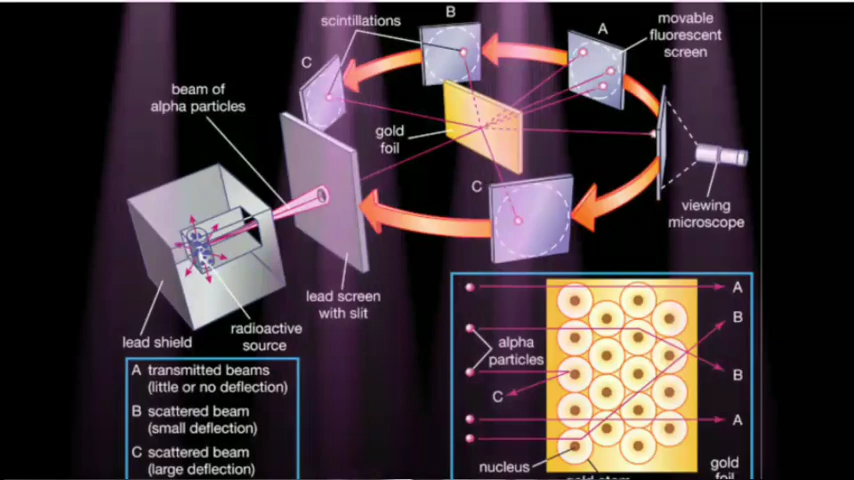 B
scintillations
A
movable
fluorescent
screen
C
beam of
alpha particles
gold
foil
C
viewing
microscope
lead screen
with slit
lead shield
radioactive
source
A transmitted beams
(little or no deflection)
B scattered beam
(small deflection)
C scattered beam
(large deflection)
A
B
alpha
particles
B
C
A
nucleus
gold atom
gold
foil